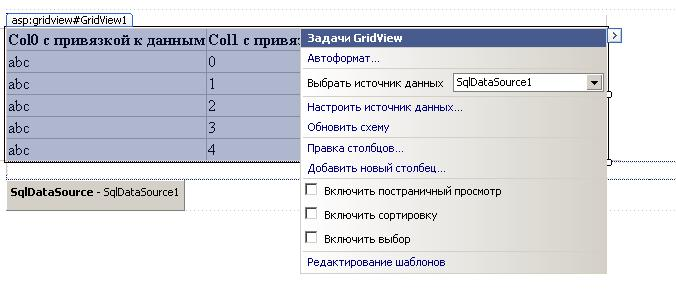 asp:gridview#GridView1
Col0 с привязкой к данным Col1 с привяз
abc 0
abc 1
abc 2
abc 3
abc 4
SqlDataSource - SqlDataSource1
Задачи GridView
Автоформат...
Выбрать источник данных SqlDataSource1
Настроить источник данных...
Обновить схему
Правка столбцов...
Добавить новый столбец...
Включить постраничный просмотр
Включить сортировку
Включить выбор
Редактирование шаблонов